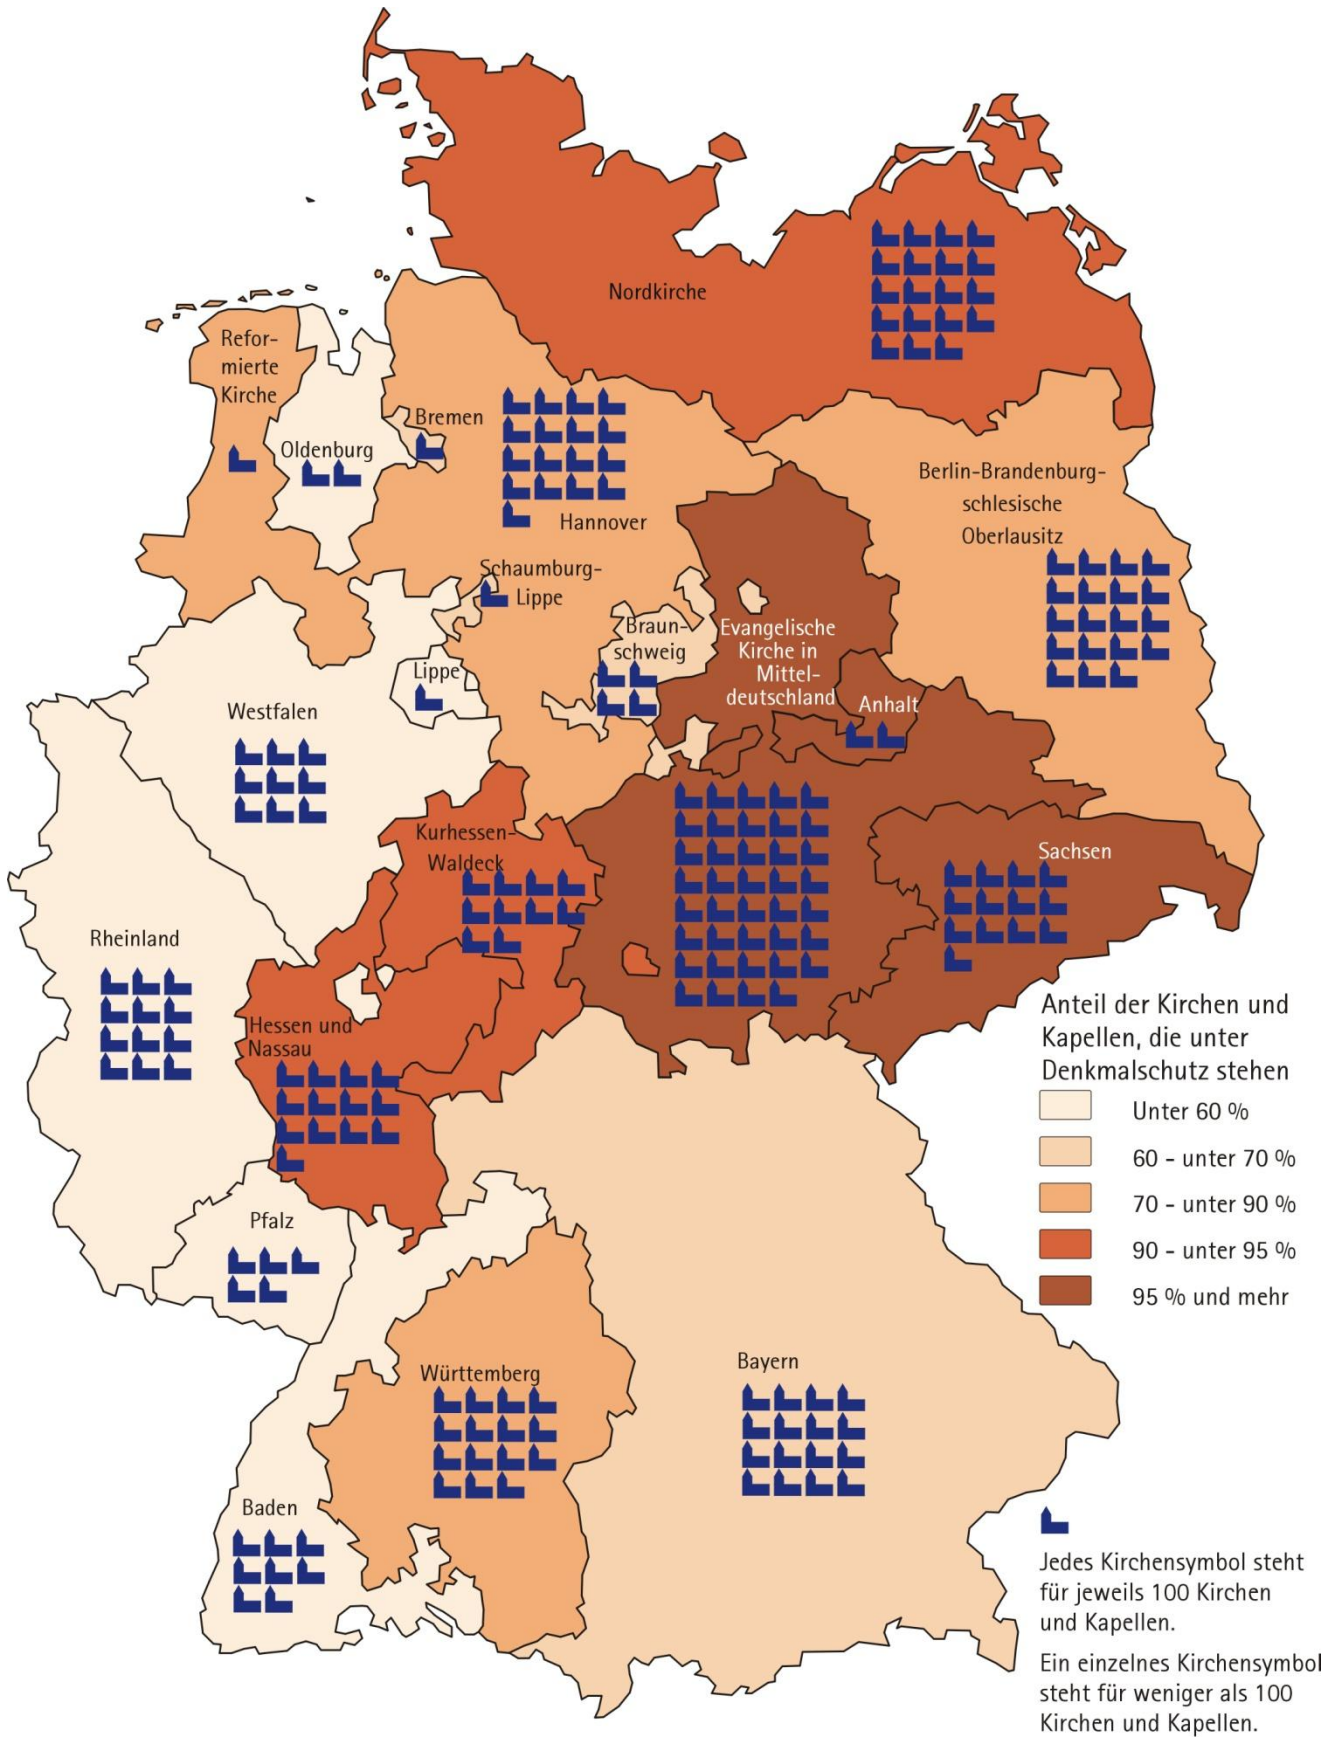 Nordkirche
Refor-
mierte
Kirche
Bremen
Oldenburg
Hannover
Berlin-Brandenburg-
schlesische
Oberlausitz
Schaumburg-
Lippe
Braun-
schweig
Evangelische
Kirche in
Mittel-
deutschland
Lippe
Anhalt
Westfalen
Kurhessen-
Waldeck
Sachsen
Rheinland
Hessen und
Nassau
Pfalz
Württemberg
Bayern
Baden
Anteil der Kirchen und
Kapellen, die unter
Denkmalschutz stehen
Unter 60 %
60 - unter 70 %
70 - unter 90 %
90 - unter 95 %
95 % und mehr
Jedes Kirchensymbol steht
für jeweils 100 Kirchen
und Kapellen.
Ein einzelnes Kirchensymbol
steht für weniger als 100
Kirchen und Kapellen.